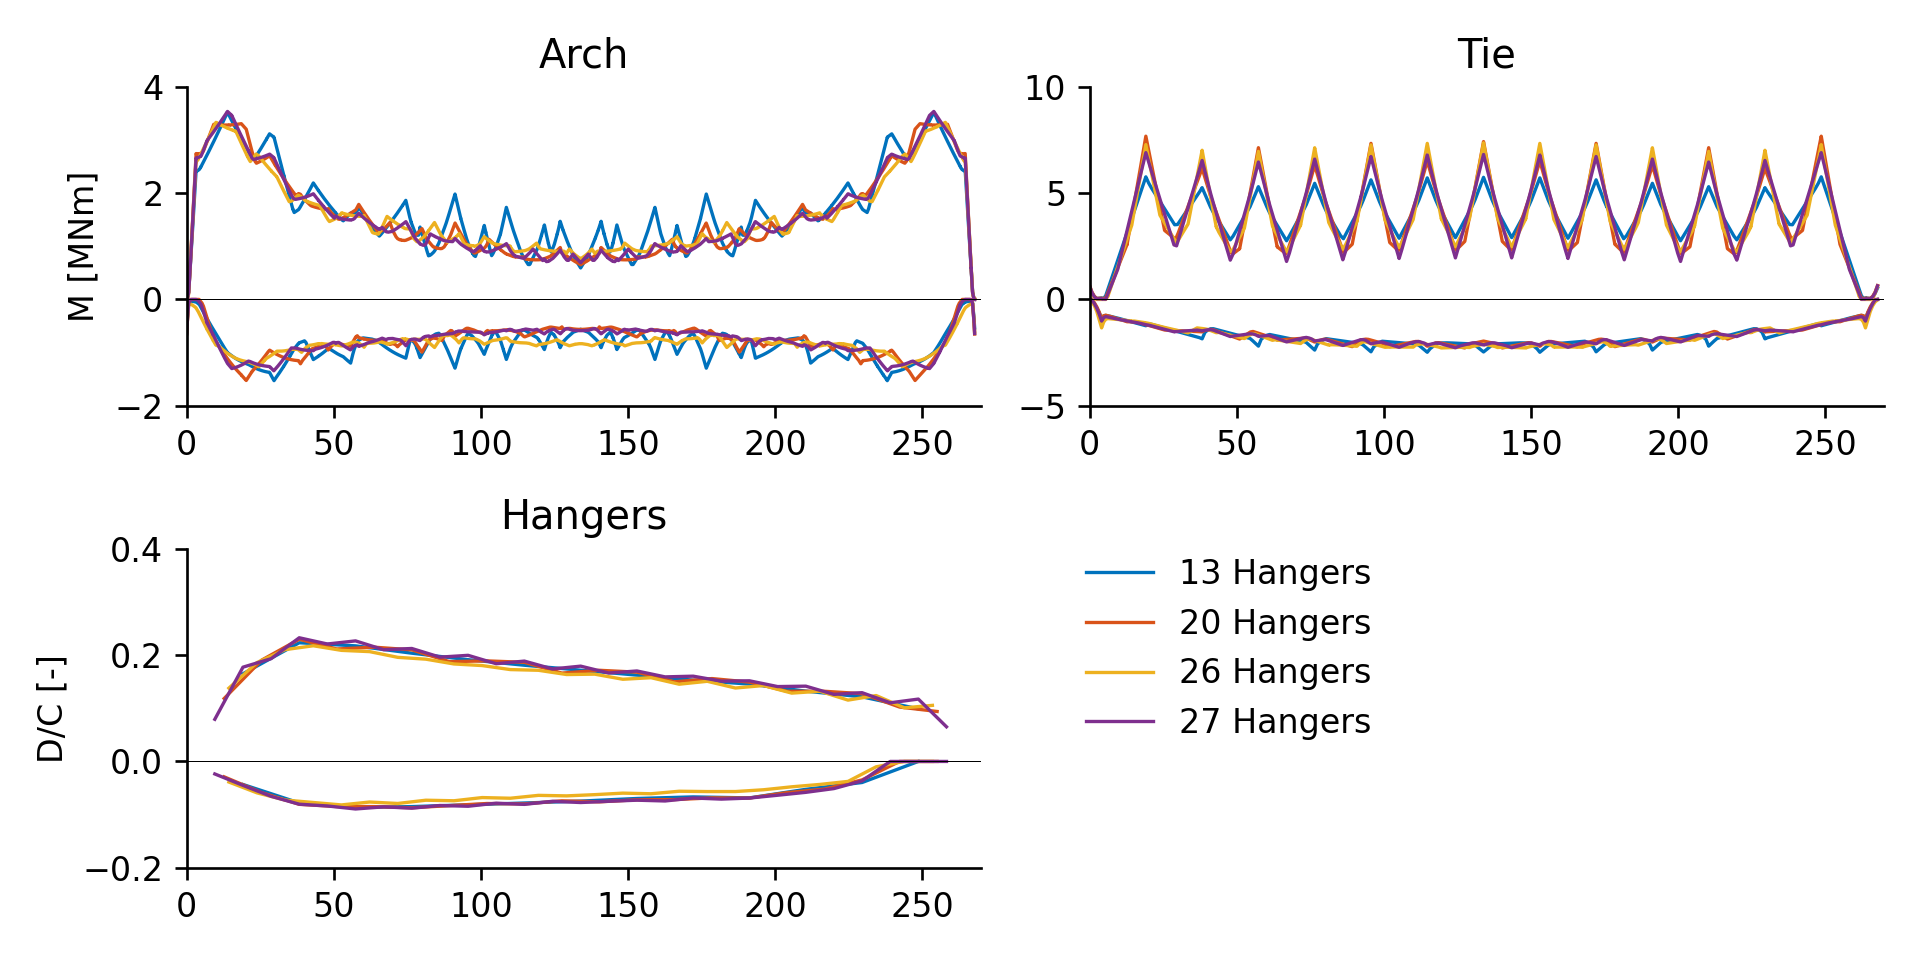 Arch
M [MNm]
4
2
0
−2
0 50 100 150 200 250
Tie
10
5
0
−5
0 50 100 150 200 250
Hangers
D/C [-]
0.4
0.2
0.0
−0.2
0 50 100 150 200 250
13 Hangers
20 Hangers
26 Hangers
27 Hangers